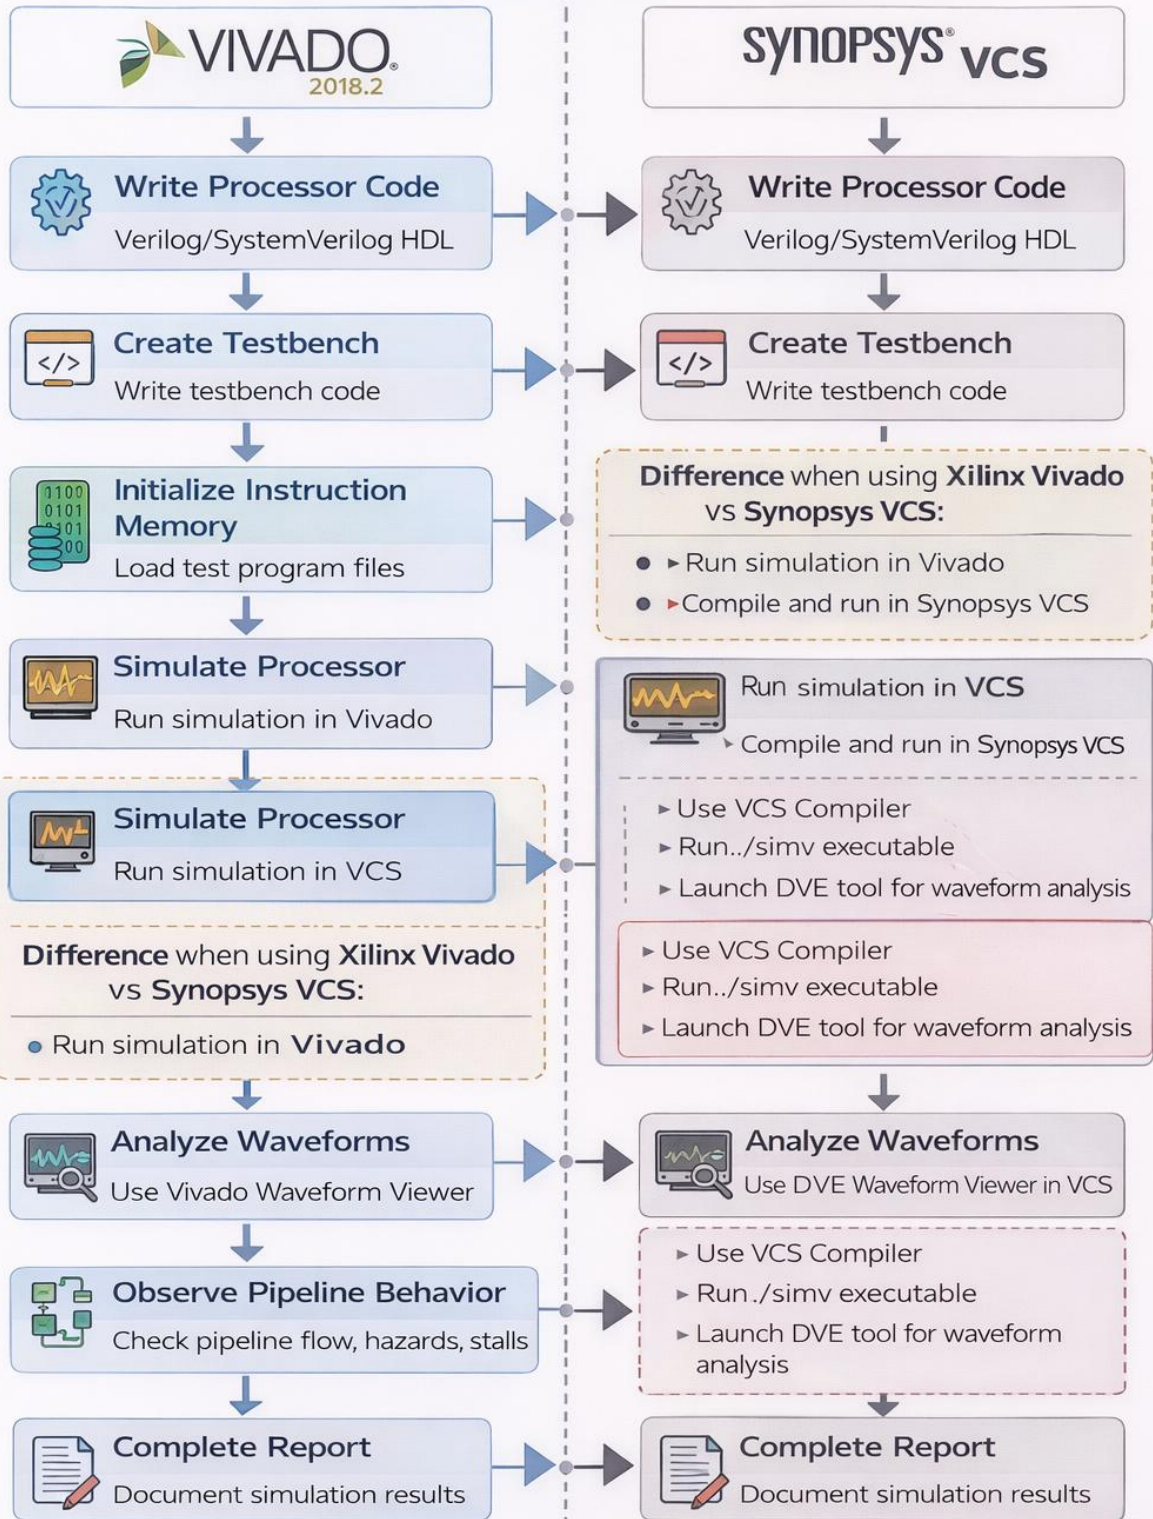 VIVADO®
2018.2
Write Processor Code
Verilog/SystemVerilog HDL
Create Testbench
Write testbench code
1100
0101
0101
00
Initialize Instruction
Memory
Load test program files
Simulate Processor
Run simulation in Vivado
Simulate Processor
Run simulation in VCS
Difference when using Xilinx Vivado
vs Synopsys VCS:
• Run simulation in Vivado
Analyze Waveforms
Use Vivado Waveform Viewer
Observe Pipeline Behavior
Check pipeline flow, hazards, stalls
Complete Report
Document simulation results
SYNOPSYS® VCS
Write Processor Code
Verilog/SystemVerilog HDL
Create Testbench
Write testbench code
Difference when using Xilinx Vivado
vs Synopsys VCS:
• ▸ Run simulation in Vivado
• ▸ Compile and run in Synopsys VCS
Run simulation in VCS
Compile and run in Synopsys VCS
▸ Use VCS Compiler
▸ Run../simv executable
▸ Launch DVE tool for waveform analysis
▸ Use VCS Compiler
▸ Run../simv executable
▸ Launch DVE tool for waveform analysis
Analyze Waveforms
Use DVE Waveform Viewer in VCS
▸ Use VCS Compiler
▸ Run./simv executable
▸ Launch DVE tool for waveform
analysis
Complete Report
Document simulation results